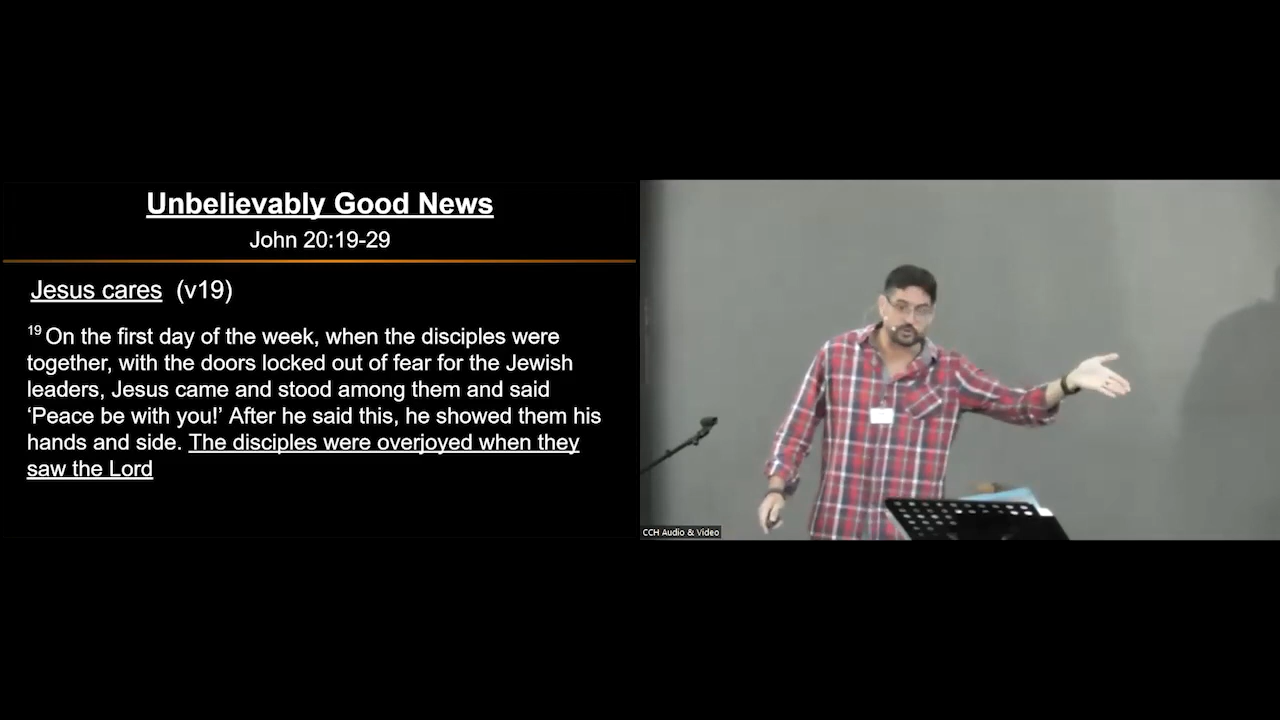 Unbelievably Good News
John 20:19-29
Jesus cares (v19)
19 On the first day of the week, when the disciples were
together, with the doors locked out of fear for the Jewish
leaders, Jesus came and stood among them and said
‘Peace be with you!’ After he said this, he showed them his
hands and side. The disciples were overjoyed when they
saw the Lord
CCH Audio & Video